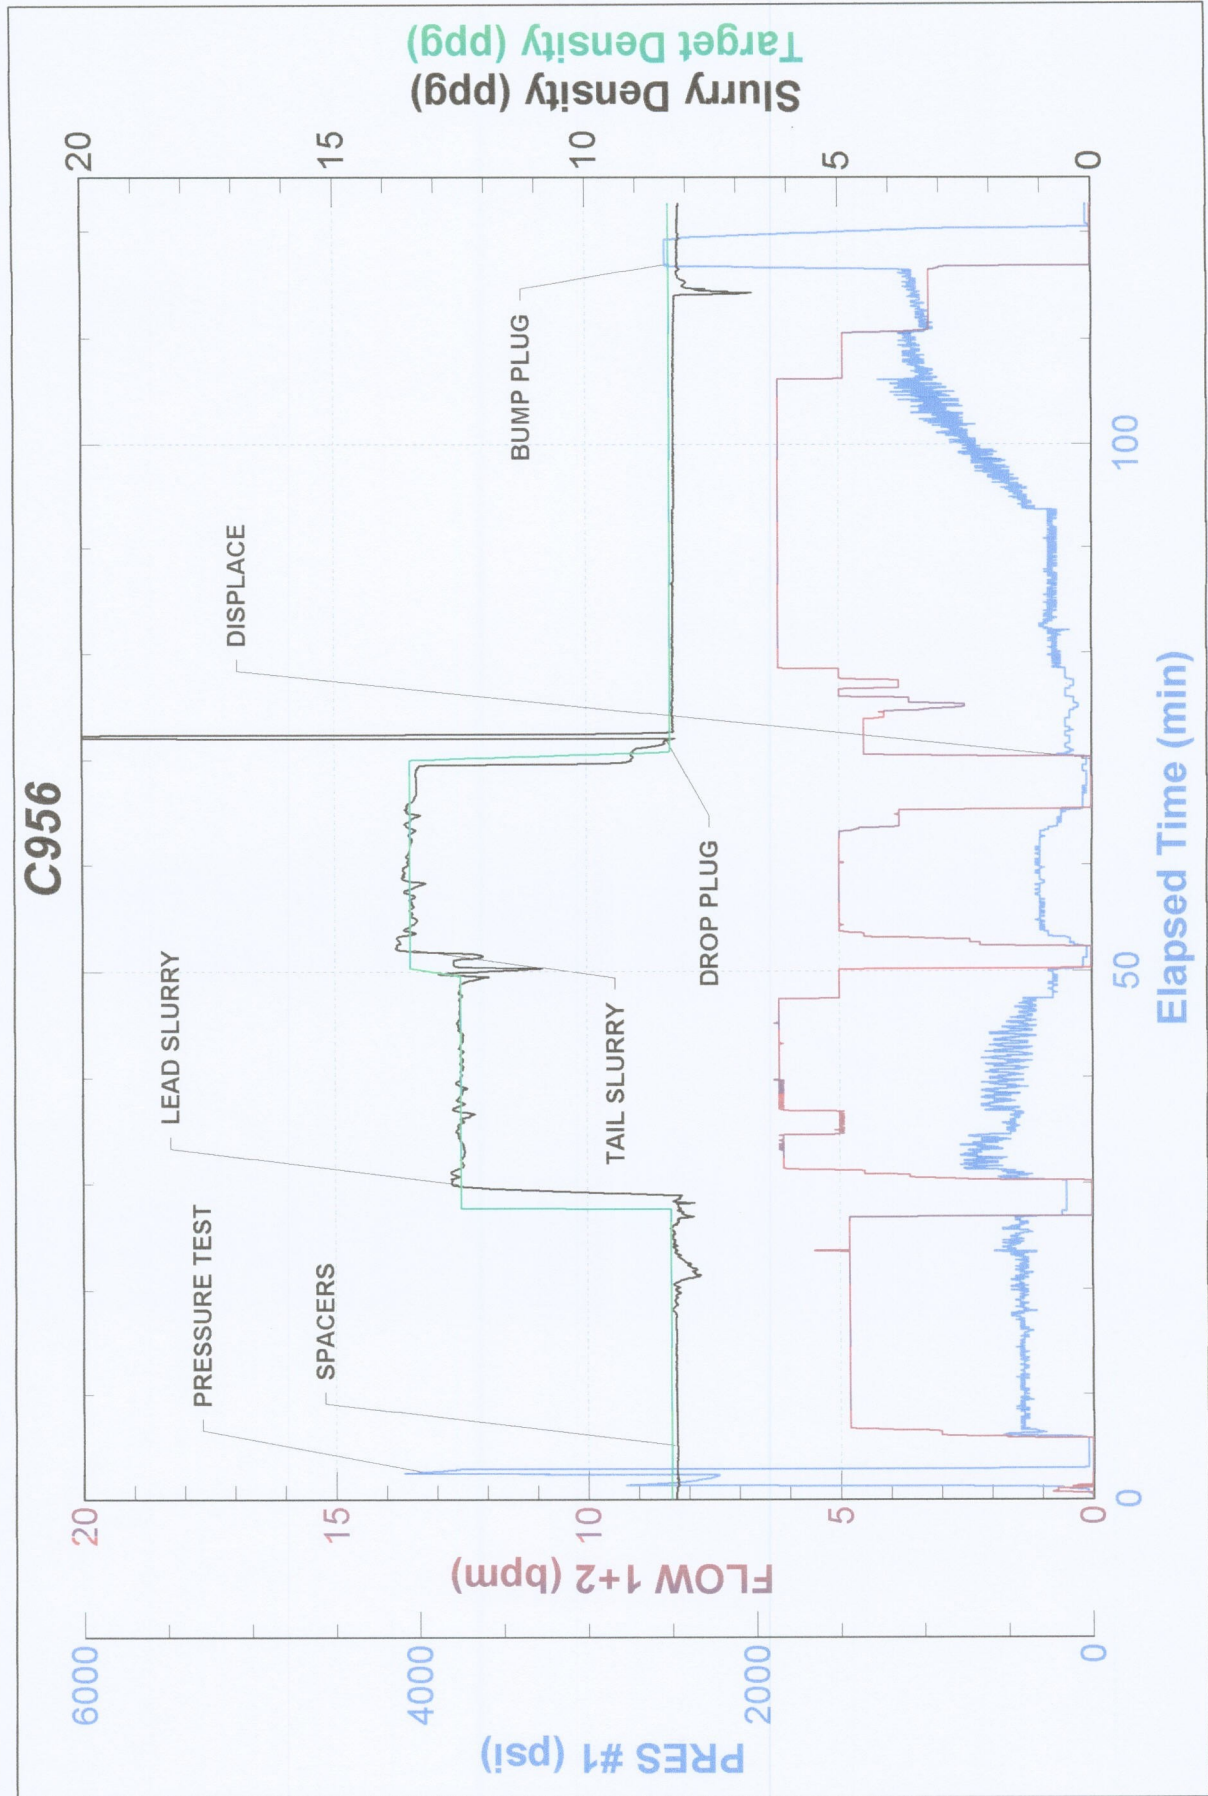 C956
PRES #1 (psi)
6000
4000
2000
0
FLOW 1+2 (bpm)
20
15
10
5
0
PRESSURE TEST
SPACERS
LEAD SLURRY
TAIL SLURRY
DROP PLUG
DISPLACE
BUMP PLUG
0
50
100
Elapsed Time (min)
20
15
10
5
0
Slurry Density (ppg)
Target Density (ppg)